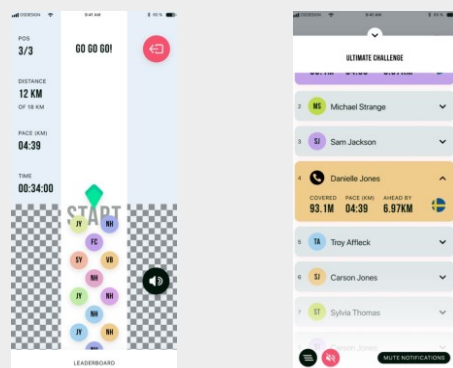 9:41 AM
POS
3/3
GO GO GO!
DISTANCE
12 KM
OF 18 KM
PACE (KM)
04:39
TIME
00:34:00
START
JY
NH
FC
SY
VB
NH
JY
NH
NH
JY
NH
LEADERBOARD
9:41 AM
ULTIMATE CHALLENGE
2 MS Michael Strange
3 SJ Sam Jackson
4 Danielle Jones
COVERED PACE (KM) AHEAD BY
93.1M 04:39 6.97KM
5 TA Troy Affleck
6 SJ Carson Jones
7 ST Sylvia Thomas
Carson Jones
MUTE NOTIFICATIONS